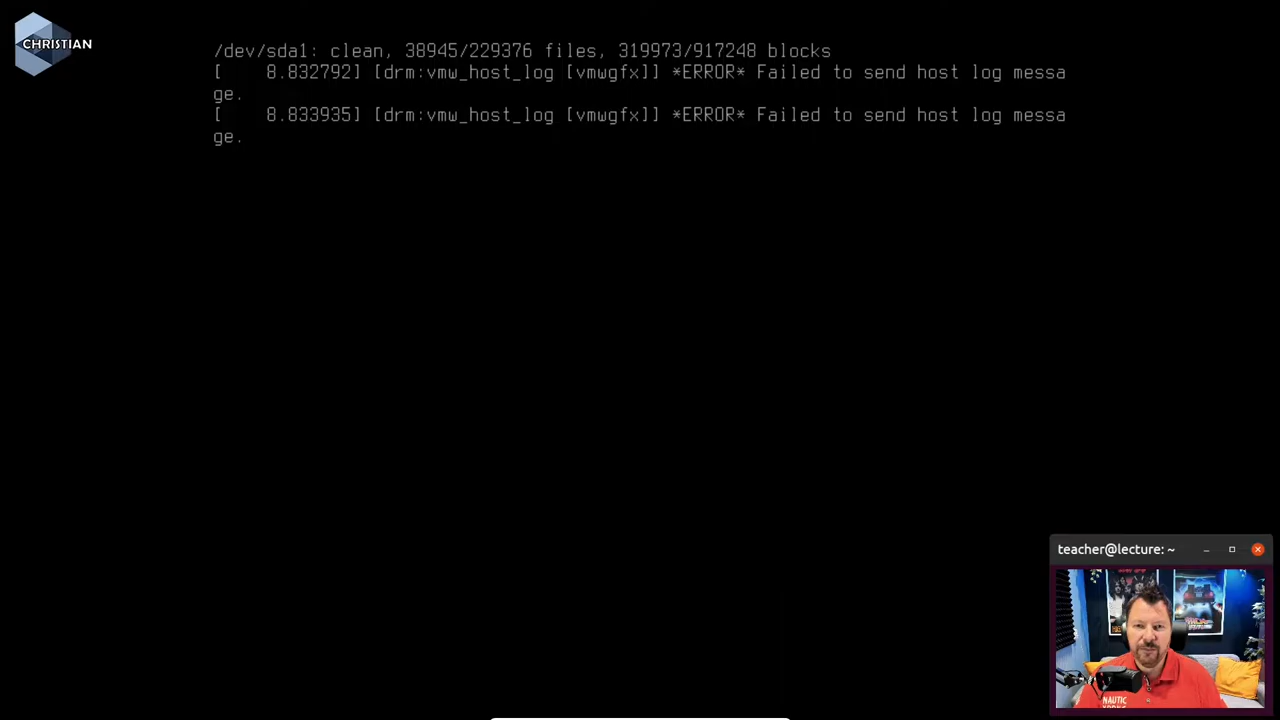 CHRISTIAN
/dev/sda1: clean, 38945/229376 files, 319973/917248 blocks
[    8.832792] [drm:vmw_host_log [vmwgfx]] *ERROR* Failed to send host log messa
ge.
[    8.833935] [drm:vmw_host_log [vmwgfx]] *ERROR* Failed to send host log messa
ge.
teacher@lecture: ~
NAUTIC